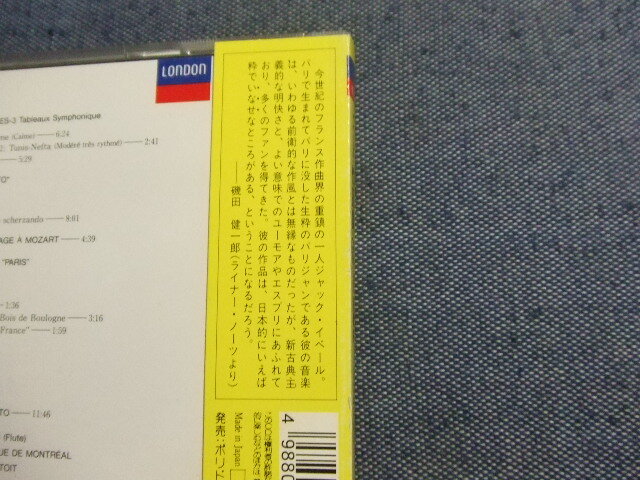 LONDON
ES-3 Tableaux Symphonique
me (Calme)—6:24
2: Tunis-Nefta (Modéré très rythmé)—2:41
—5:29
scherzando—8:01
AGE A MOZART—4:39
"PARIS"
—1:36
Bois de Boulogne—3:16
France"—1:59
TO—11:46
(Flute)
UE DE MONTRÉAL
TOIT
今世紀のフランス作曲界の重鎮の一人ジャック・イベール。
パリで生まれてパリに没した生粋のパリジャンである彼の音楽
は、いわゆる前衛的な作風とは無縁なものだったが、新古典主
義的な明快さと、よい意味でのユーモアやエスプリにあふれて
おり、多くのファンを得てきた。彼の作品は、日本的にいえば
粋でいなせなところがある、ということになるだろう。
——磯田 健一郎(ライナー・ノーツより)
4 9880
Made in Japan
発売:ポリ